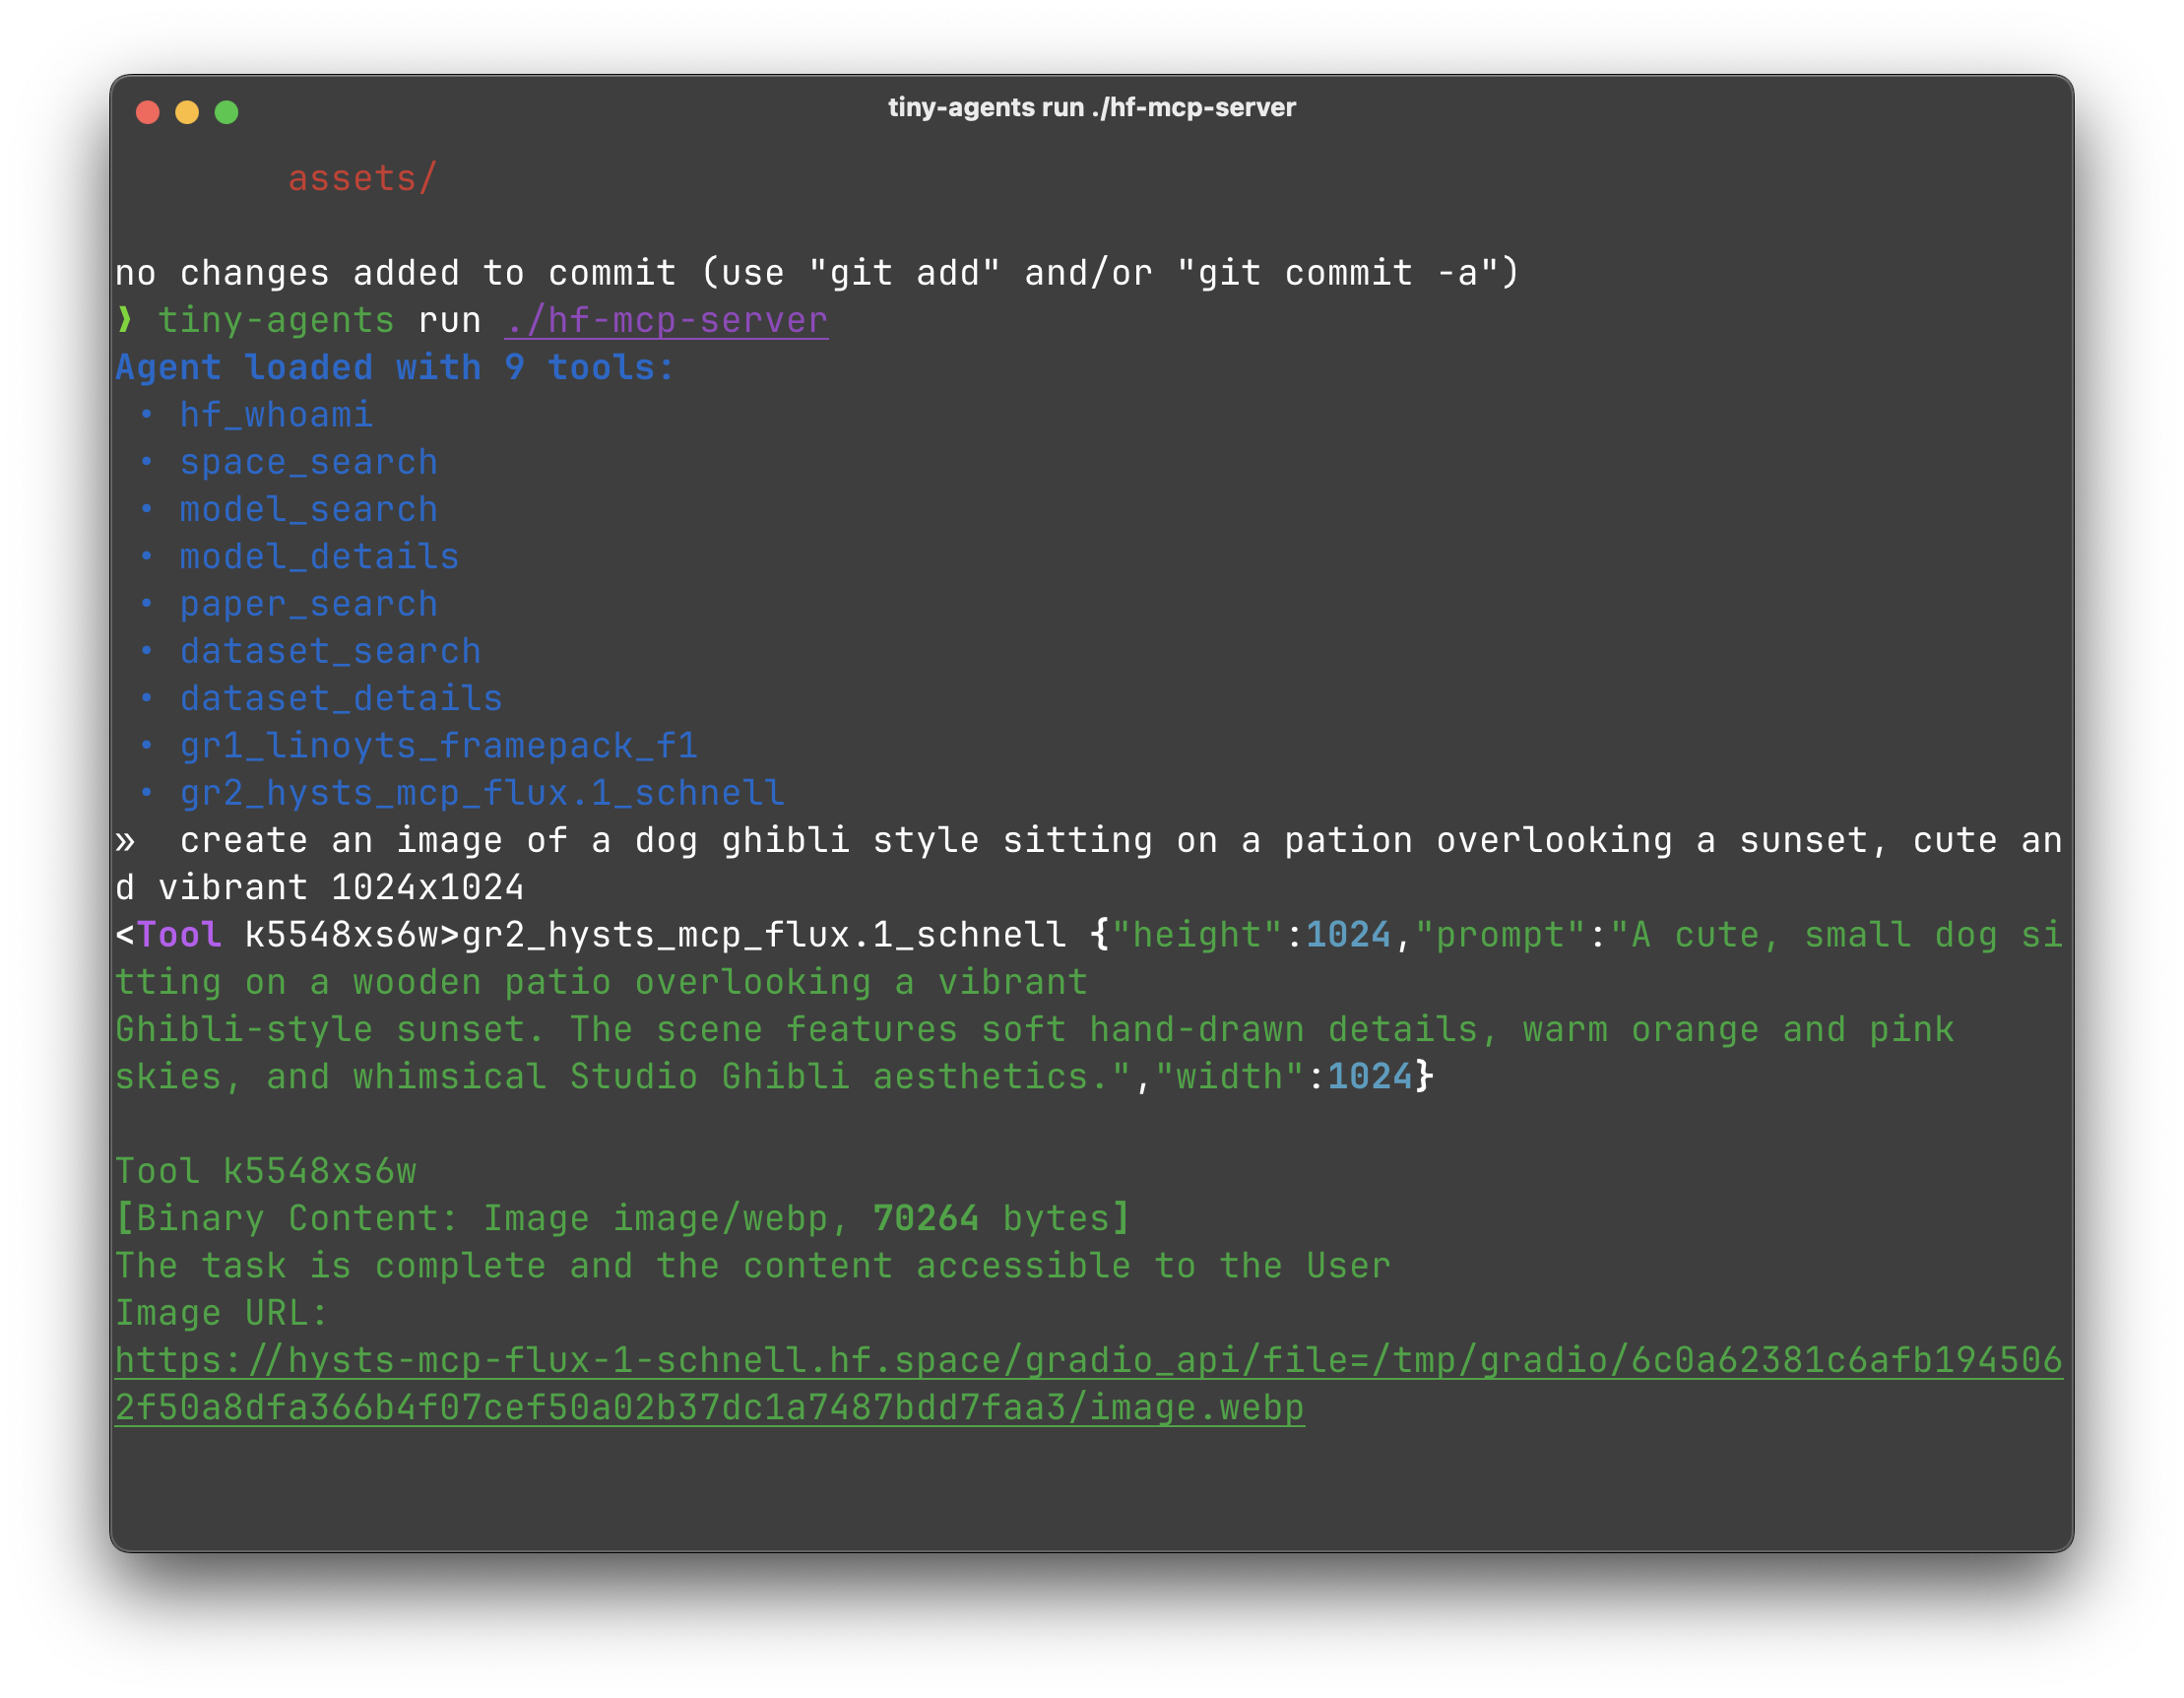 tiny-agents run ./hf-mcp-server
assets/
no changes added to commit (use "git add" and/or "git commit -a")
❯ tiny-agents run ./hf-mcp-server
Agent loaded with 9 tools:
• hf_whoami
• space_search
• model_search
• model_details
• paper_search
• dataset_search
• dataset_details
• gr1_linoyts_framepack_f1
• gr2_hysts_mcp_flux.1_schnell
»  create an image of a dog ghibli style sitting on a pation overlooking a sunset, cute an
d vibrant 1024x1024
<Tool k5548xs6w>gr2_hysts_mcp_flux.1_schnell {"height":1024,"prompt":"A cute, small dog si
tting on a wooden patio overlooking a vibrant
Ghibli-style sunset. The scene features soft hand-drawn details, warm orange and pink
skies, and whimsical Studio Ghibli aesthetics.","width":1024}
Tool k5548xs6w
[Binary Content: Image image/webp, 70264 bytes]
The task is complete and the content accessible to the User
Image URL:
https://hysts-mcp-flux-1-schnell.hf.space/gradio_api/file=/tmp/gradio/6c0a62381c6afb194506
2f50a8dfa366b4f07cef50a02b37dc1a7487bdd7faa3/image.webp